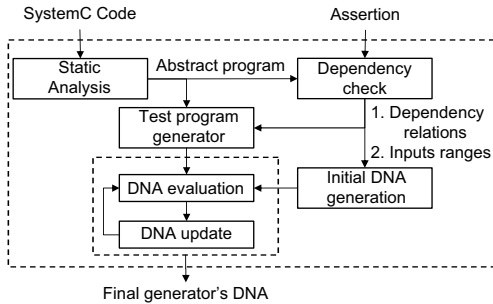 SystemC Code
Assertion
Static
Analysis
Abstract program
Dependency
check
Test program
generator
1. Dependency
relations
2. Inputs ranges
DNA evaluation
Initial DNA
generation
DNA update
Final generator's DNA